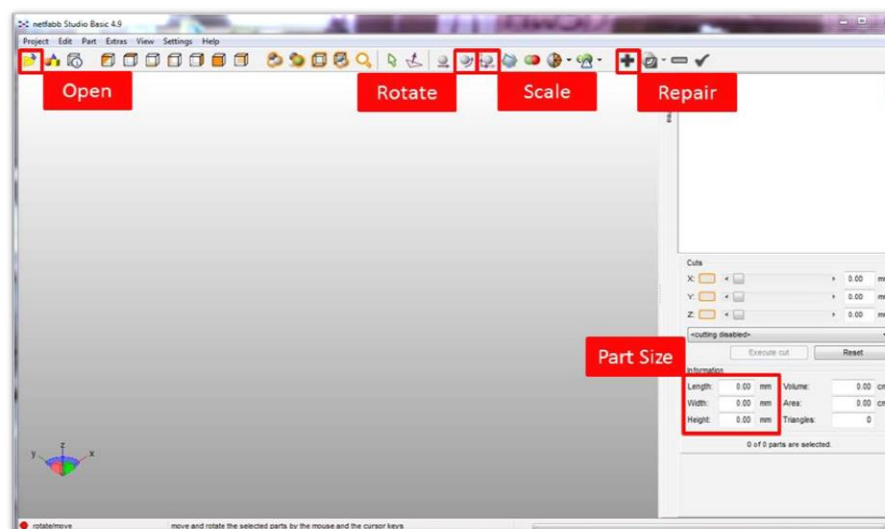 netfabb Studio Basic 4.9
Project Edit Part Extras View Settings Help
Open
Rotate
Scale
Repair
Cuts
X: 0.00
Y: 0.00
Z: 0.00
<cutting disabled>
Execute cut Reset
Part Size
Information
Length: 0.00 mm Volume: 0.00
Width: 0.00 mm Area: 0.00
Height: 0.00 mm Triangles: 0
0 of 0 parts are selected.
z
y x
rotate/move move and rotate the selected parts by the mouse and the cursor keys